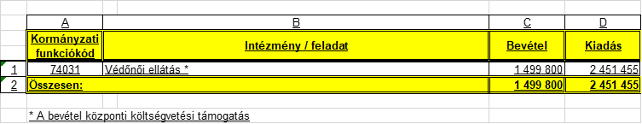 A B C D
Kormányzati funkciókód Intézmény / feladat Bevétel Kiadás
1 74031 Védőnői ellátás * 1 499 800 2 451 455
2 Összesen: 1 499 800 2 451 455
* A bevétel központi költségvetési támogatás